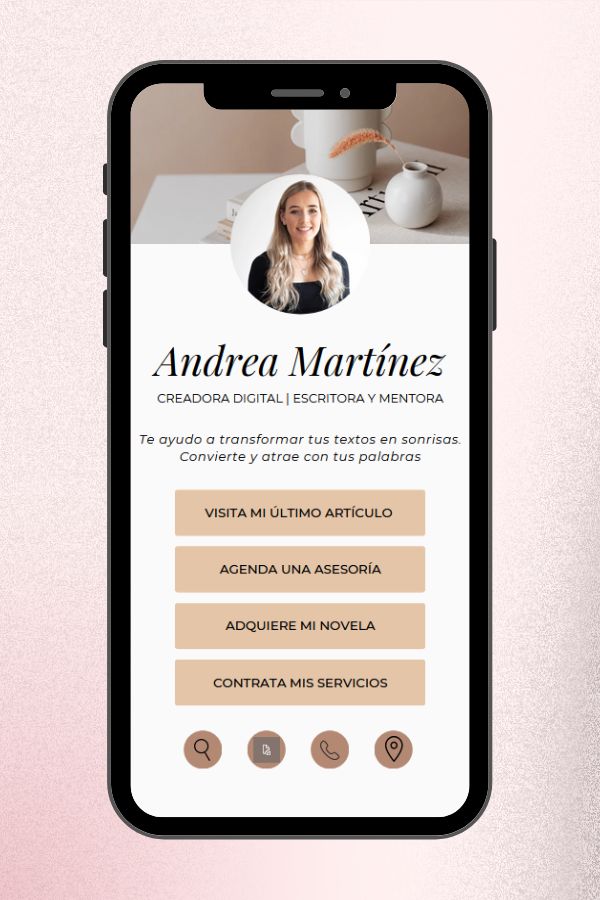 Andrea Martínez
CREADORA DIGITAL | ESCRITORA Y MENTORA
Te ayudo a transformar tus textos en sonrisas.
Convierte y atrae con tus palabras
VISITA MI ÚLTIMO ARTÍCULO
AGENDA UNA ASESORÍA
ADQUIERE MI NOVELA
CONTRATA MIS SERVICIOS